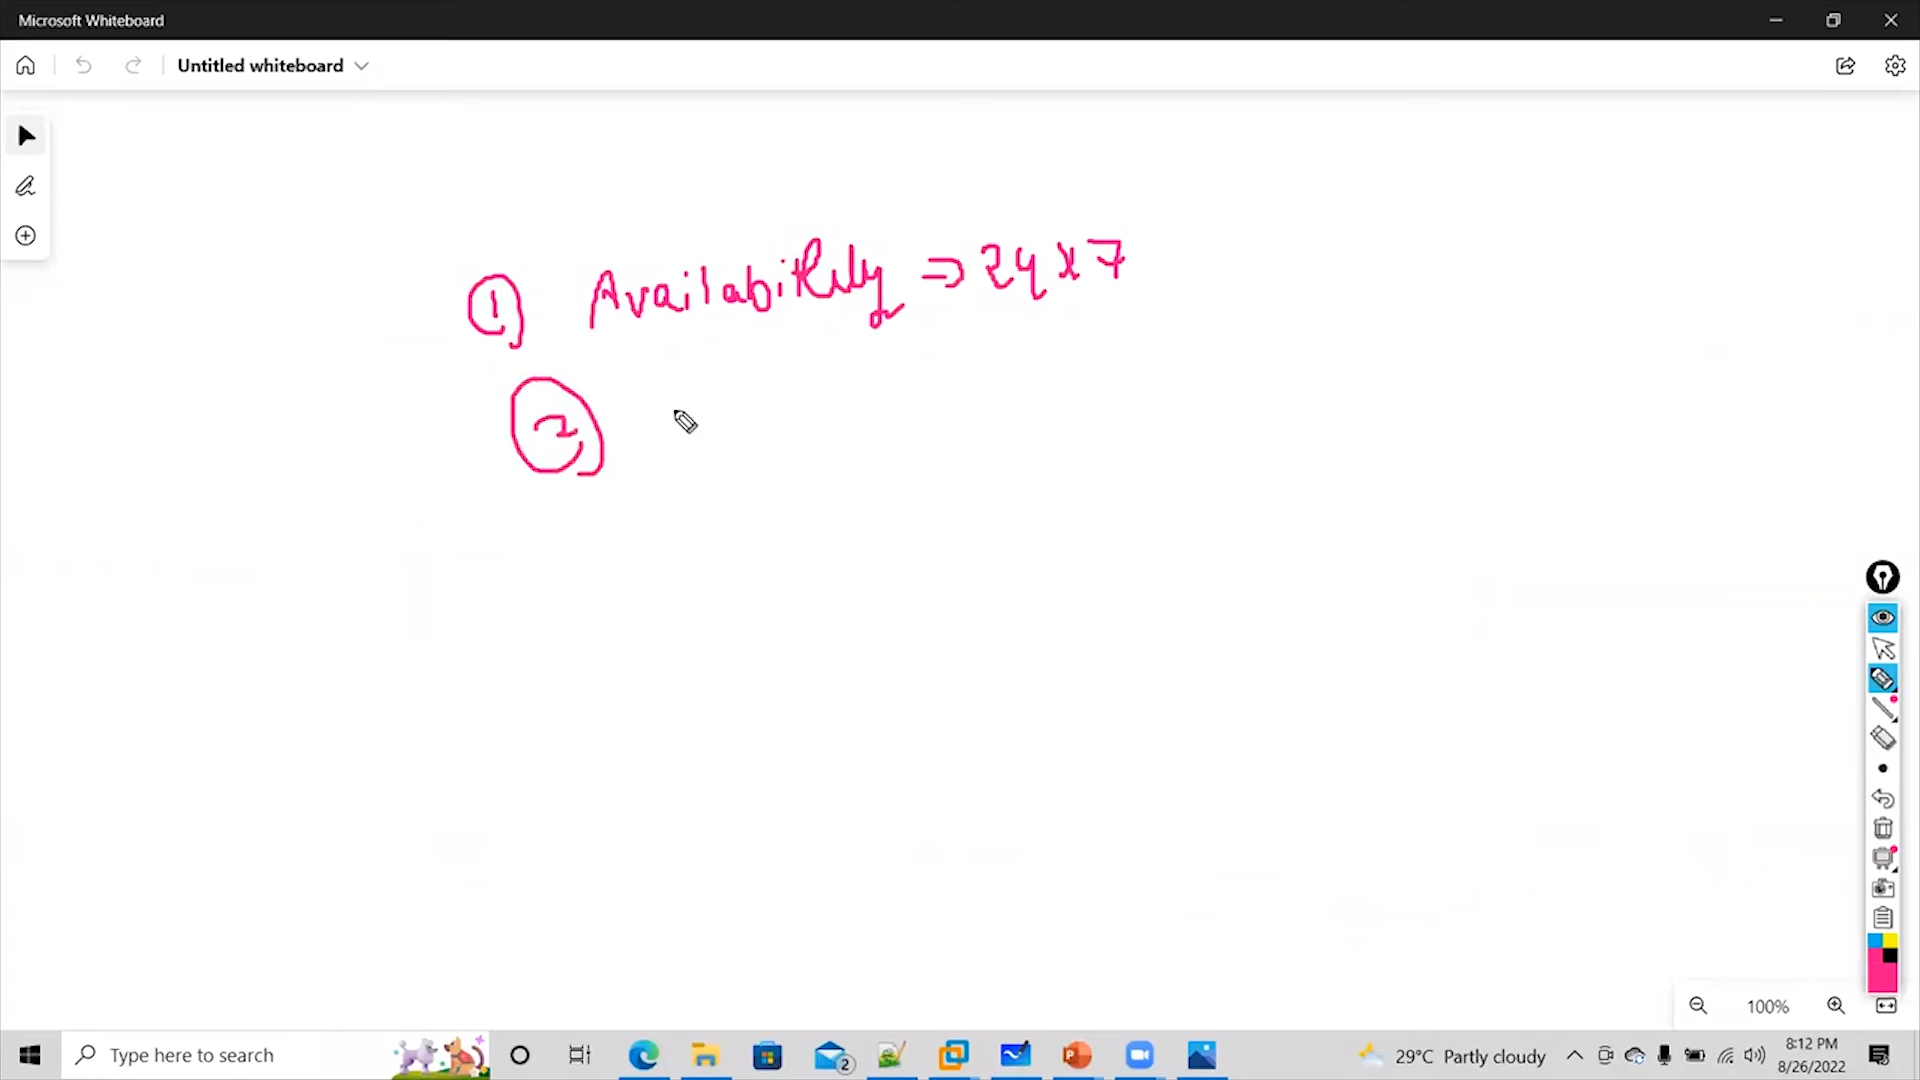 Microsoft Whiteboard
Untitled whiteboard
① Availability ⇒ 24x7
②
100%
Type here to search
2
29°C Partly cloudy
8:12 PM
8/26/2022